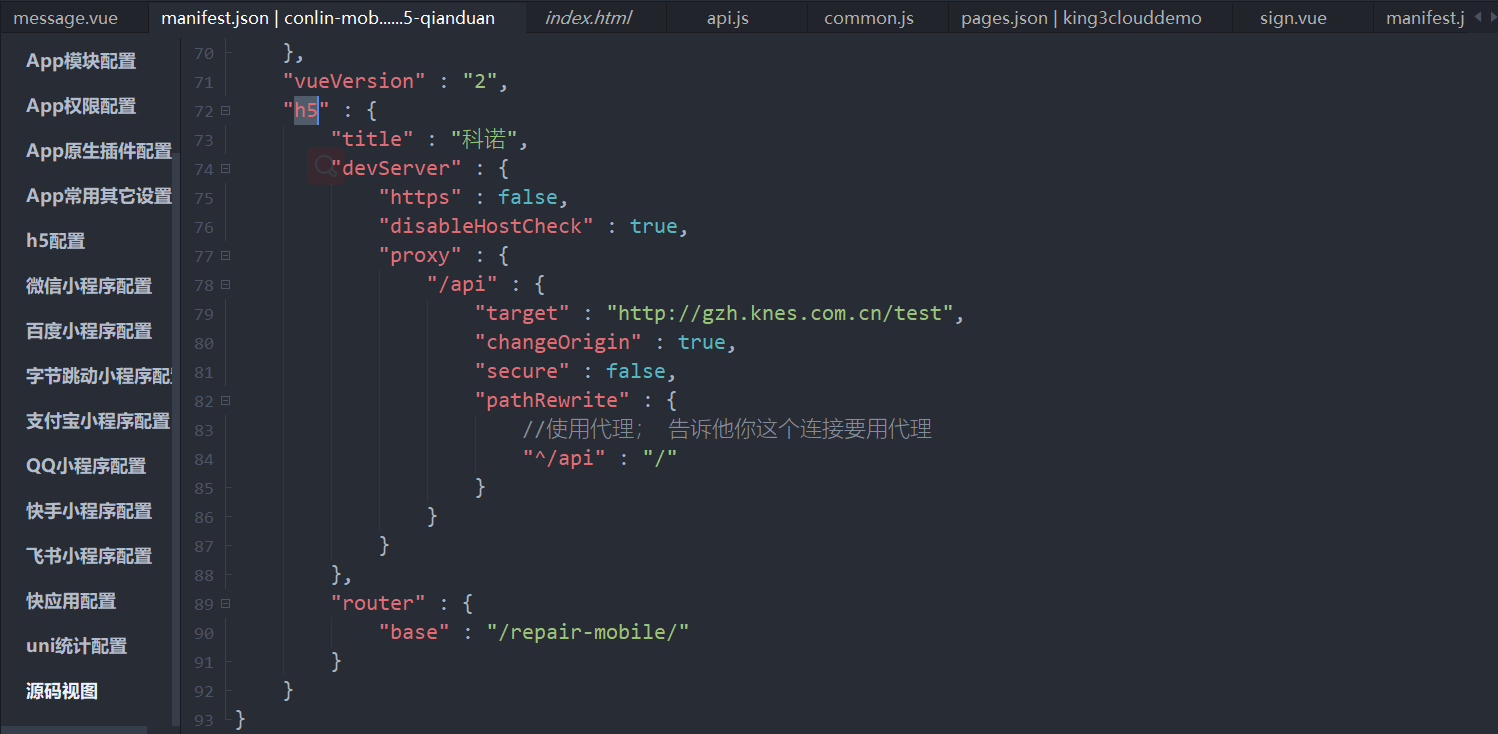 message.vue
manifest.json | conlin-mob......5-qianduan
index.html
api.js
common.js
pages.json | king3clouddemo
sign.vue
manifest.j
App模块配置
App权限配置
App原生插件配置
App常用其它设置
h5配置
微信小程序配置
百度小程序配置
字节跳动小程序配
支付宝小程序配置
QQ小程序配置
快手小程序配置
飞书小程序配置
快应用配置
uni统计配置
源码视图
70 },
71 "vueVersion" : "2",
72 "h5" : {
73 "title" : "科诺",
74 "devServer" : {
75 "https" : false,
76 "disableHostCheck" : true,
77 "proxy" : {
78 "/api" : {
79 "target" : "http://gzh.knes.com.cn/test",
80 "changeOrigin" : true,
81 "secure" : false,
82 "pathRewrite" : {
83 //使用代理； 告诉他你这个连接要用代理
84 "^/api" : "/"
85 }
86 }
87 }
88 },
89 "router" : {
90 "base" : "/repair-mobile/"
91 }
92 }
93 }